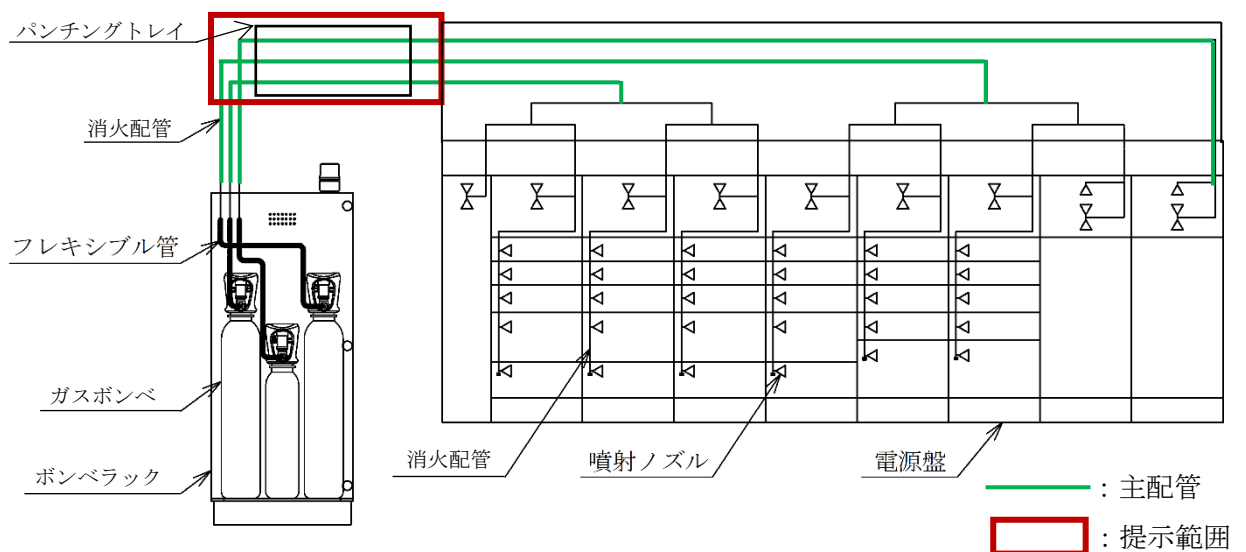 パンチングトレイ
消火配管
フレキシブル管
ガスボンベ
ボンベラック
消火配管
噴射ノズル
電源盤
：主配管
：提示範囲